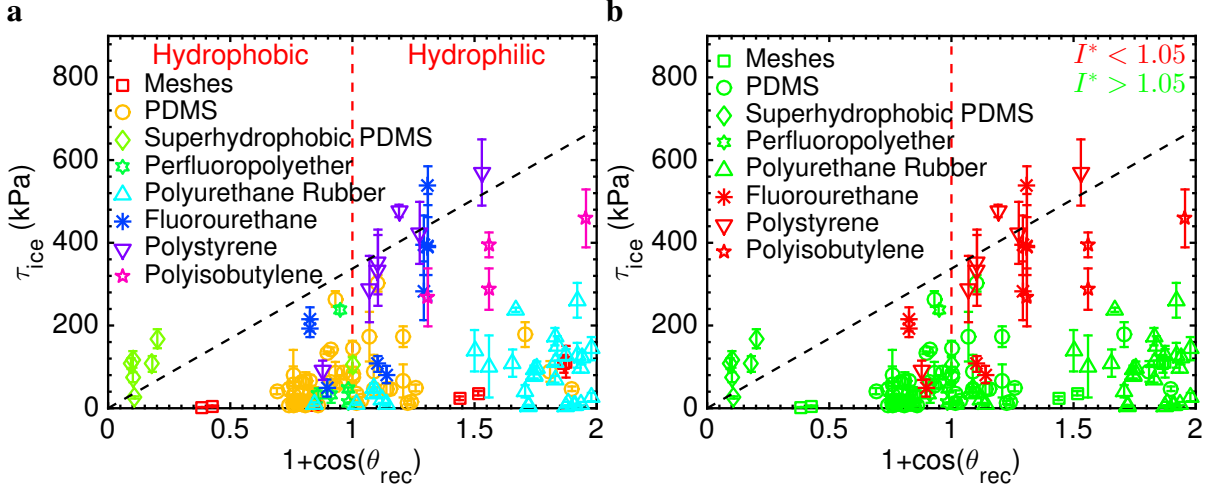 a
Hydrophobic Hydrophilic
Meshes
PDMS
Superhydrophobic PDMS
Perfluoropolyether
Polyurethane Rubber
Fluorourethane
Polystyrene
Polyisobutylene
800
600
400
200
0
τice (kPa)
0 0.5 1 1.5 2
1+cos(θrec)
b
I* < 1.05
I* > 1.05
Meshes
PDMS
Superhydrophobic PDMS
Perfluoropolyether
Polyurethane Rubber
Fluorourethane
Polystyrene
Polyisobutylene
800
600
400
200
0
τice (kPa)
0 0.5 1 1.5 2
1+cos(θrec)